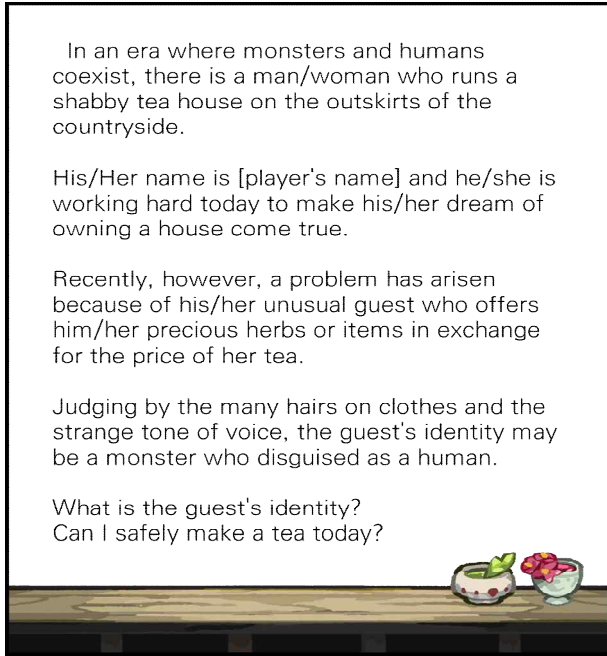 In an era where monsters and humans
coexist, there is a man/woman who runs a
shabby tea house on the outskirts of the
countryside.
His/Her name is [player's name] and he/she is
working hard today to make his/her dream of
owning a house come true.
Recently, however, a problem has arisen
because of his/her unusual guest who offers
him/her precious herbs or items in exchange
for the price of her tea.
Judging by the many hairs on clothes and the
strange tone of voice, the guest's identity may
be a monster who disguised as a human.
What is the guest's identity?
Can I safely make a tea today?